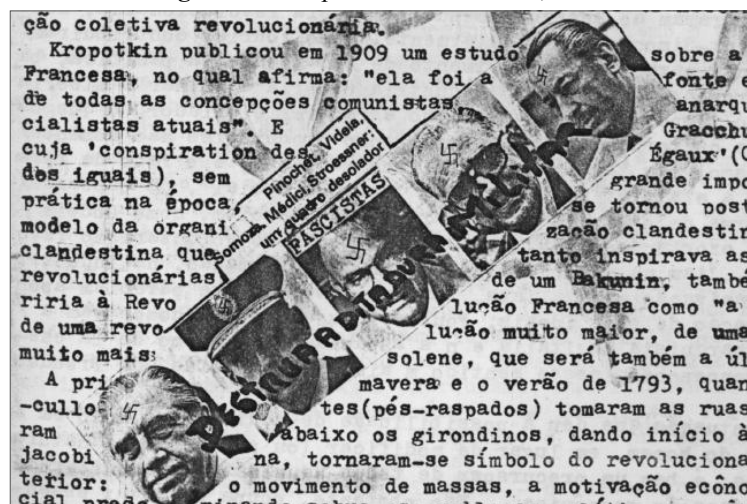 ção coletiva revolucionária.
Kropotkin publicou em 1909 um estudo sobre a
Francesa, no qual afirma: "ela foi a fonte
de todas as concepções comunistas anarqu
cialistas atuais". E Gracchu
cuja 'conspiration des Égaux'(C
dos iguais), sem grande impo
prática na época, se tornou post
modelo da organi zação clandestin
clandestina que tanto inspirava as
revolucionárias de um Bakunin, també
riria à Revo lução Francesa como "a
de uma revo lução muito maior, de uma
muito mais solene, que será também a úl
A pri mavera e o verão de 1793, quan
-cullo tes(pés-raspados) tomaram as ruas
ram abaixo os girondinos, dando início à
jacobi na, tornaram-se símbolo do revoluciona
terior: o movimento de massas, a motivação econô
Pinochet, Videla,
Somoza, Médici, Stroessner:
um quadro desolador
FASCISTAS
DESTRUA A DITADURA MILITAR